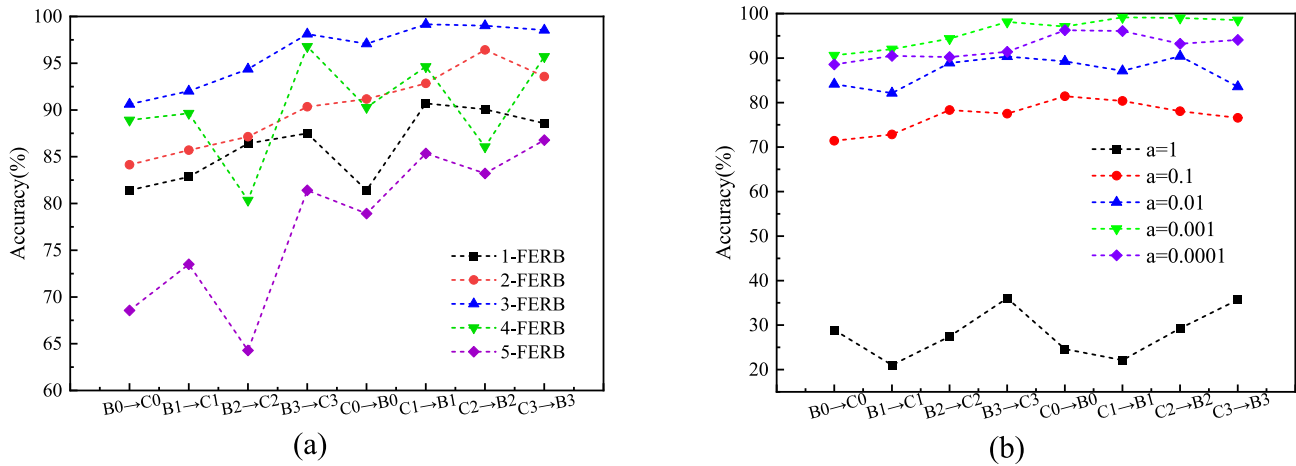 100
95
90
85
80
75
70
65
60
Accuracy(%)
1-FERB
2-FERB
3-FERB
4-FERB
5-FERB
B0→C0 B1→C1 B2→C2 B3→C3 C0→B0 C1→B1 C2→B2 C3→B3
(a)
100
90
80
70
60
50
40
30
20
Accuracy(%)
a=1
a=0.1
a=0.01
a=0.001
a=0.0001
B0→C0 B1→C1 B2→C2 B3→C3 C0→B0 C1→B1 C2→B2 C3→B3
(b)